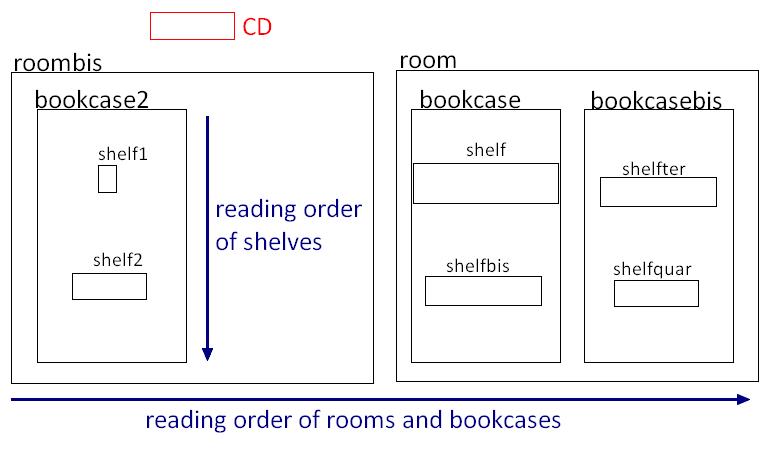 CD
roombis
room
bookcase2
bookcase
bookcasebis
shelf1
shelf
shelfter
reading order
of shelves
shelf2
shelfbis
shelfquar
reading order of rooms and bookcases